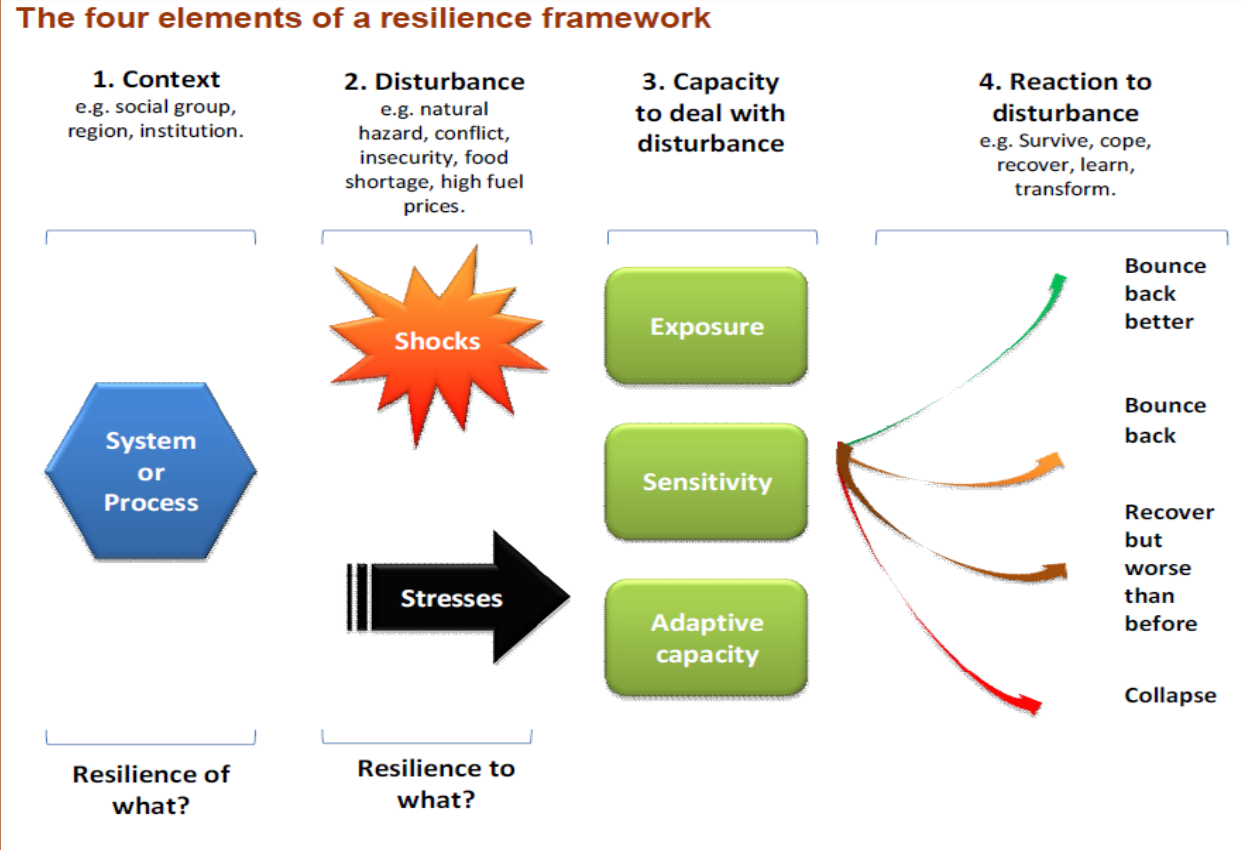 The four elements of a resilience framework
1. Context
e.g. social group,
region, institution.
2. Disturbance
e.g. natural
hazard, conflict,
insecurity, food
shortage, high fuel
prices.
3. Capacity
to deal with
disturbance
4. Reaction to
disturbance
e.g. Survive, cope,
recover, learn,
transform.
System
or
Process
Shocks
Stresses
Exposure
Sensitivity
Adaptive
capacity
Bounce
back
better
Bounce
back
Recover
but
worse
than
before
Collapse
Resilience of
what?
Resilience to
what?